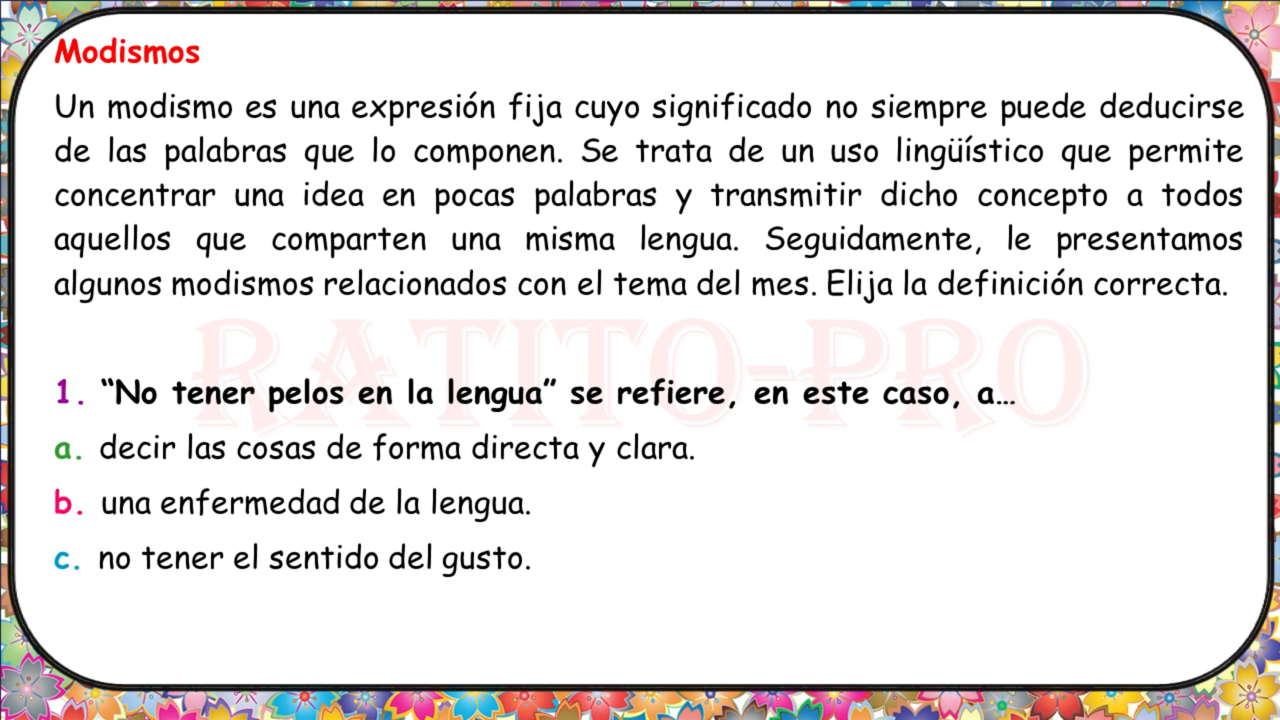 Modismos
Un modismo es una expresión fija cuyo significado no siempre puede deducirse
de las palabras que lo componen. Se trata de un uso lingüístico que permite
concentrar una idea en pocas palabras y transmitir dicho concepto a todos
aquellos que comparten una misma lengua. Seguidamente, le presentamos
algunos modismos relacionados con el tema del mes. Elija la definición correcta.
RATITO-PRO
1. “No tener pelos en la lengua” se refiere, en este caso, a…
a. decir las cosas de forma directa y clara.
b. una enfermedad de la lengua.
c. no tener el sentido del gusto.